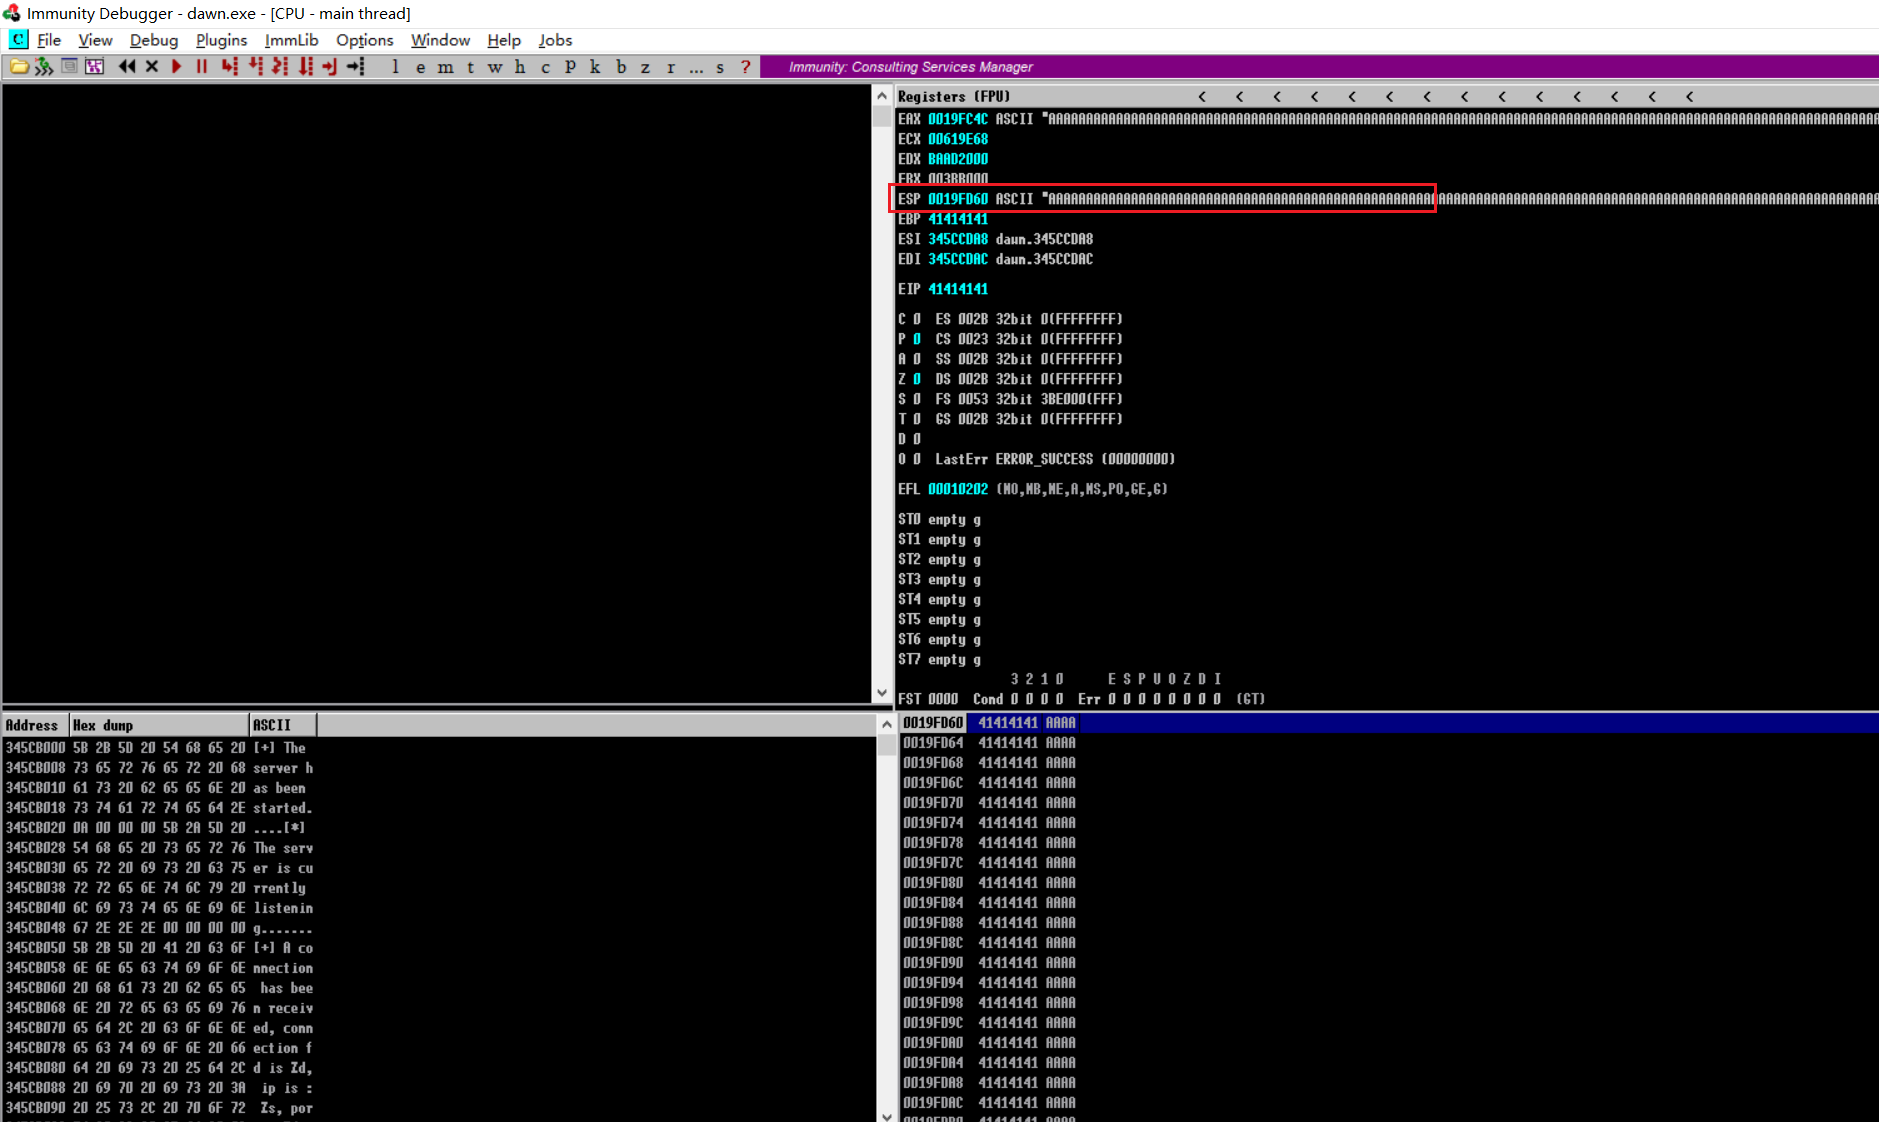 Immunity Debugger - dawn.exe - [CPU - main thread]
C File View Debug Plugins ImmLib Options Window Help Jobs
l e m t w h c P k b z r ... s ? Immunity: Consulting Services Manager
Registers (FPU) < < < < < < < < < < < < < <
EAX 0019FC4C ASCII "AAAAAAAAAAAAAAAAAAAAAAAAAAAAAAAAAAAAAAAAAAAAAAAAAAAAAAAAAAAAAAAAAAAAAAAAAAAAAAAAAAAAAAAAAAAAAAAAAAAAAAAAAAAAAAA
ECX 00619E68
EDX BAAD2000
EBX 003BB000
ESP 0019FD60 ASCII "AAAAAAAAAAAAAAAAAAAAAAAAAAAAAAAAAAAAAAAAAAAAAAAAAAAAAAAAAAAAAAAAAAAAAAAAAAAAAAAAAAAAAAAAAAAAAAAAAAAAAAAAAAAAAAA
EBP 41414141
ESI 345CCDA8 dawn.345CCDA8
EDI 345CCDAC dawn.345CCDAC
EIP 41414141
C 0 ES 002B 32bit 0(FFFFFFFF)
P 0 CS 0023 32bit 0(FFFFFFFF)
A 0 SS 002B 32bit 0(FFFFFFFF)
Z 0 DS 002B 32bit 0(FFFFFFFF)
S 0 FS 0053 32bit 3BE000(FFF)
T 0 GS 002B 32bit 0(FFFFFFFF)
D 0
O 0 LastErr ERROR_SUCCESS (00000000)
EFL 00010202 (NO,NB,NE,A,NS,PO,GE,G)
ST0 empty g
ST1 empty g
ST2 empty g
ST3 empty g
ST4 empty g
ST5 empty g
ST6 empty g
ST7 empty g
3 2 1 0 E S P U O Z D I
FST 0000 Cond 0 0 0 0 Err 0 0 0 0 0 0 0 0 (GT)
Address Hex dump ASCII
345CB000 5B 2B 5D 20 54 68 65 20 [+] The
345CB008 73 65 72 76 65 72 20 68 server h
345CB010 61 73 20 62 65 65 6E 20 as been
345CB018 73 74 61 72 74 65 64 2E started.
345CB020 0A 00 00 00 5B 2A 5D 20 ....[*]
345CB028 54 68 65 20 73 65 72 76 The serv
345CB030 65 72 20 69 73 20 63 75 er is cu
345CB038 72 72 65 6E 74 6C 79 20 rrently
345CB040 6C 69 73 74 65 6E 69 6E listenin
345CB048 67 2E 2E 2E 00 00 00 00 g.......
345CB050 5B 2B 5D 20 41 20 63 6F [+] A co
345CB058 6E 6E 65 63 74 69 6F 6E nnection
345CB060 20 68 61 73 20 62 65 65 has bee
345CB068 6E 20 72 65 63 65 69 76 n receiv
345CB070 65 64 2C 20 63 6F 6E 6E ed, conn
345CB078 65 63 74 69 6F 6E 20 66 ection f
345CB080 64 20 69 73 20 25 64 2C d is %d,
345CB088 20 69 70 20 69 73 20 3A ip is :
345CB090 20 25 73 2C 20 70 6F 72 %s, por
0019FD60 41414141 AAAA
0019FD64 41414141 AAAA
0019FD68 41414141 AAAA
0019FD6C 41414141 AAAA
0019FD70 41414141 AAAA
0019FD74 41414141 AAAA
0019FD78 41414141 AAAA
0019FD7C 41414141 AAAA
0019FD80 41414141 AAAA
0019FD84 41414141 AAAA
0019FD88 41414141 AAAA
0019FD8C 41414141 AAAA
0019FD90 41414141 AAAA
0019FD94 41414141 AAAA
0019FD98 41414141 AAAA
0019FD9C 41414141 AAAA
0019FDA0 41414141 AAAA
0019FDA4 41414141 AAAA
0019FDA8 41414141 AAAA
0019FDAC 41414141 AAAA
0019FDB0 41414141 AAAA